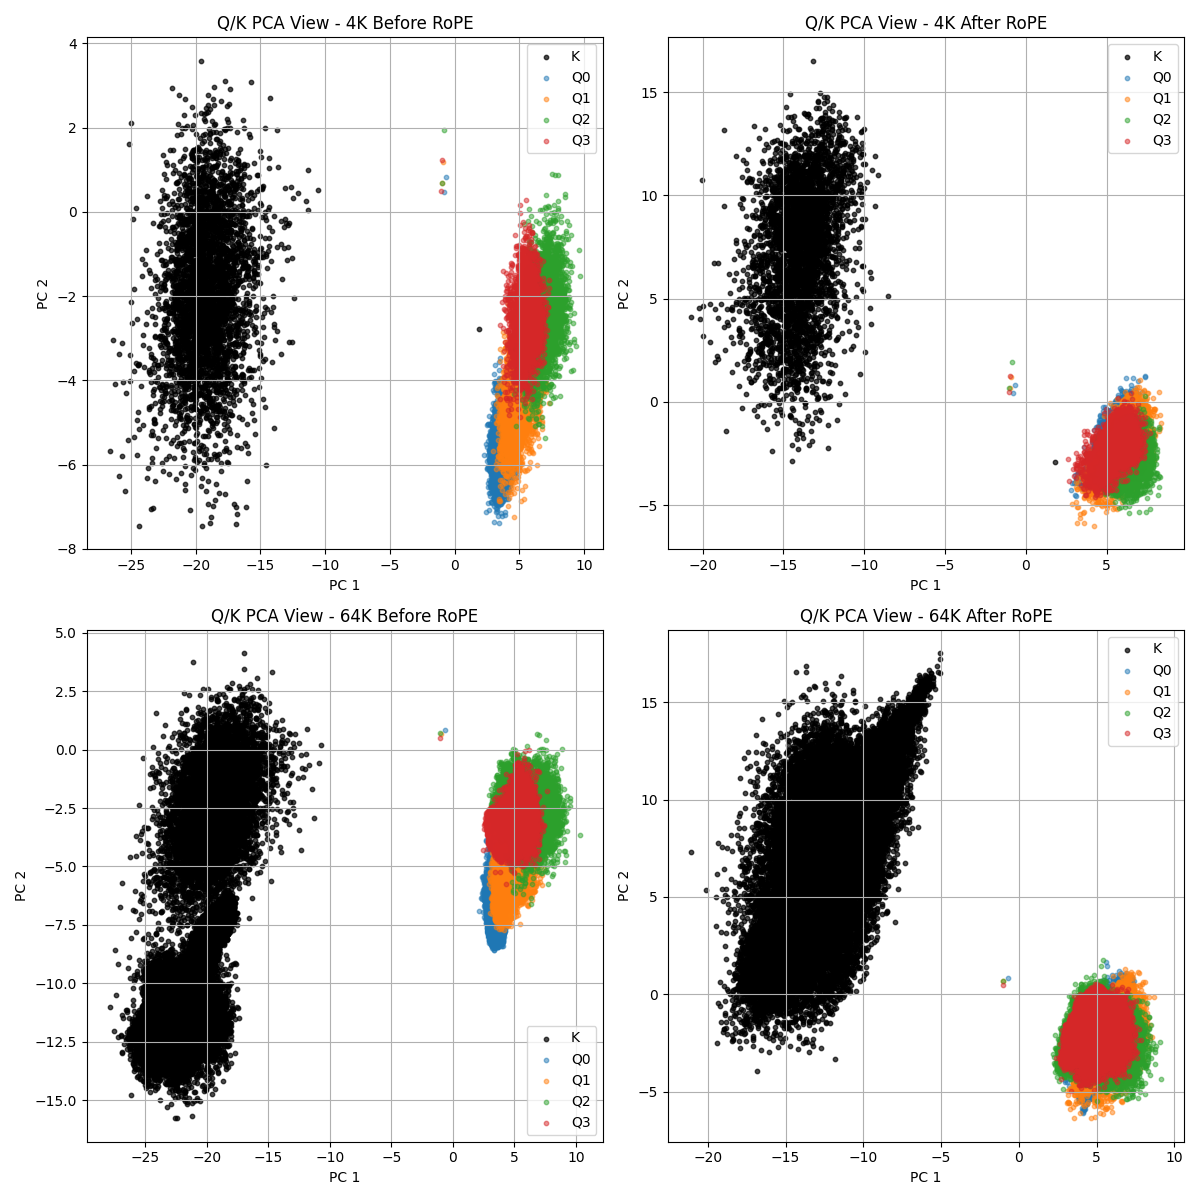 Q/K PCA View - 4K Before RoPE
4
2
0
−2
−4
−6
−8
PC 2
K
Q0
Q1
Q2
Q3
−25
−20
−15
−10
−5
0
5
10
PC 1
Q/K PCA View - 4K After RoPE
15
10
5
0
−5
PC 2
K
Q0
Q1
Q2
Q3
−20
−15
−10
−5
0
5
PC 1
Q/K PCA View - 64K Before RoPE
5.0
2.5
0.0
−2.5
−5.0
−7.5
−10.0
−12.5
−15.0
PC 2
K
Q0
Q1
Q2
Q3
−25
−20
−15
−10
−5
0
5
10
PC 1
Q/K PCA View - 64K After RoPE
15
10
5
0
−5
PC 2
K
Q0
Q1
Q2
Q3
−20
−15
−10
−5
0
5
10
PC 1